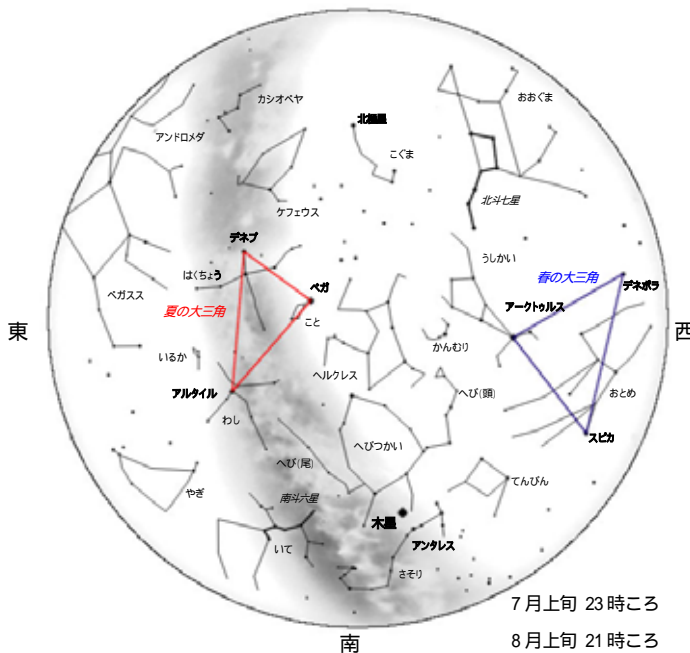 カシオペヤ
北極星
おおぐま
アンドロメダ
こぐま
北斗七星
ケフェウス
デネブ
うしかい
はくちょう
ベガ
春の大三角
デネボラ
ペガスス
夏の大三角
こと
アークトゥルス
東
西
いるか
かんむり
ヘルクレス
アルタイル
へび(頭)
おとめ
わし
へびつかい
スピカ
へび(尾)
やぎ
南斗六星
てんびん
木星
いて
アンタレス
さそり
7月上旬 23時ころ
南
8月上旬 21時ころ